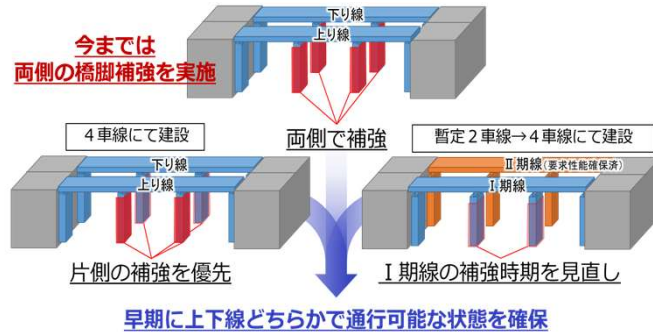 下り線
上り線
今までは
両側の橋脚補強を実施
両側で補強
4車線にて建設
下り線
上り線
片側の補強を優先
暫定2車線→4車線にて建設
Ⅱ期線(要求性能確保済)
Ⅰ期線
Ⅰ期線の補強時期を見直し
早期に上下線どちらかで通行可能な状態を確保